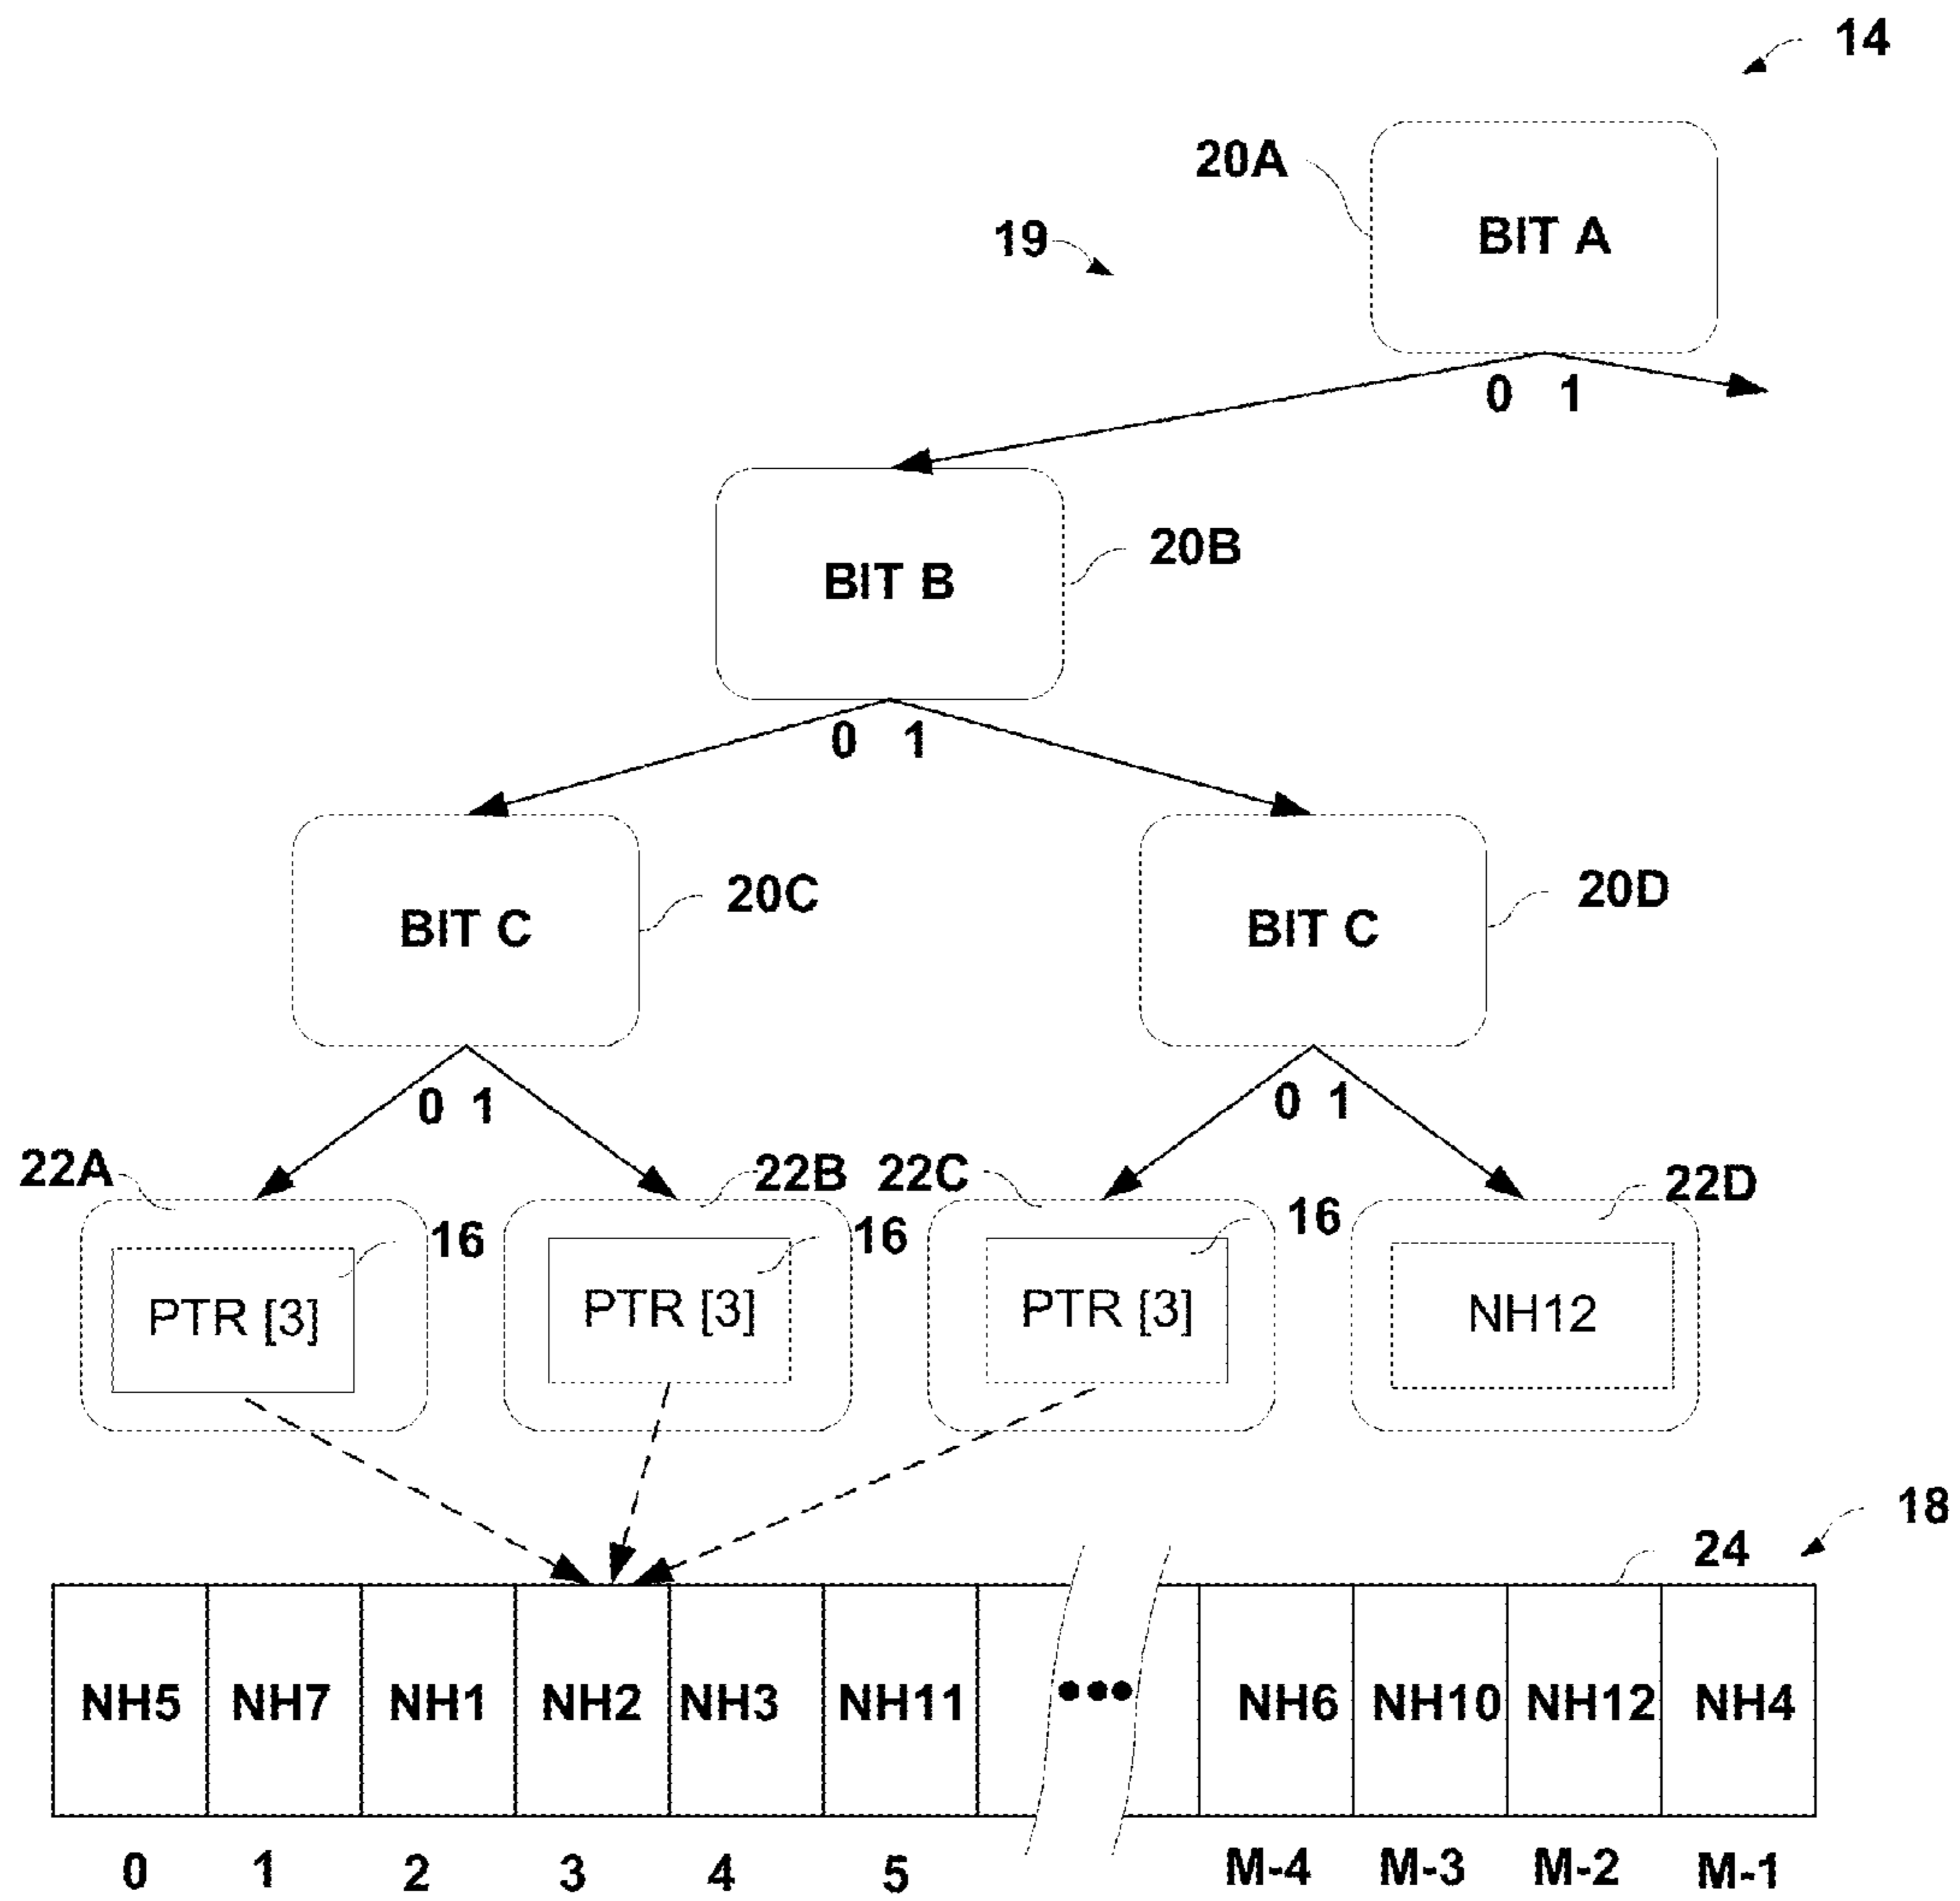 14
20A
BIT A
19
0 1
BIT B
20B
0 1
BIT C
20C
BIT C
20D
0 1
0 1
22A
22B
22C
22D
16
16
16
PTR [3]
PTR [3]
PTR [3]
NH12
18
24
NH5 NH7 NH1 NH2 NH3 NH11 ••• NH6 NH10 NH12 NH4
0 1 2 3 4 5 M-4 M-3 M-2 M-1